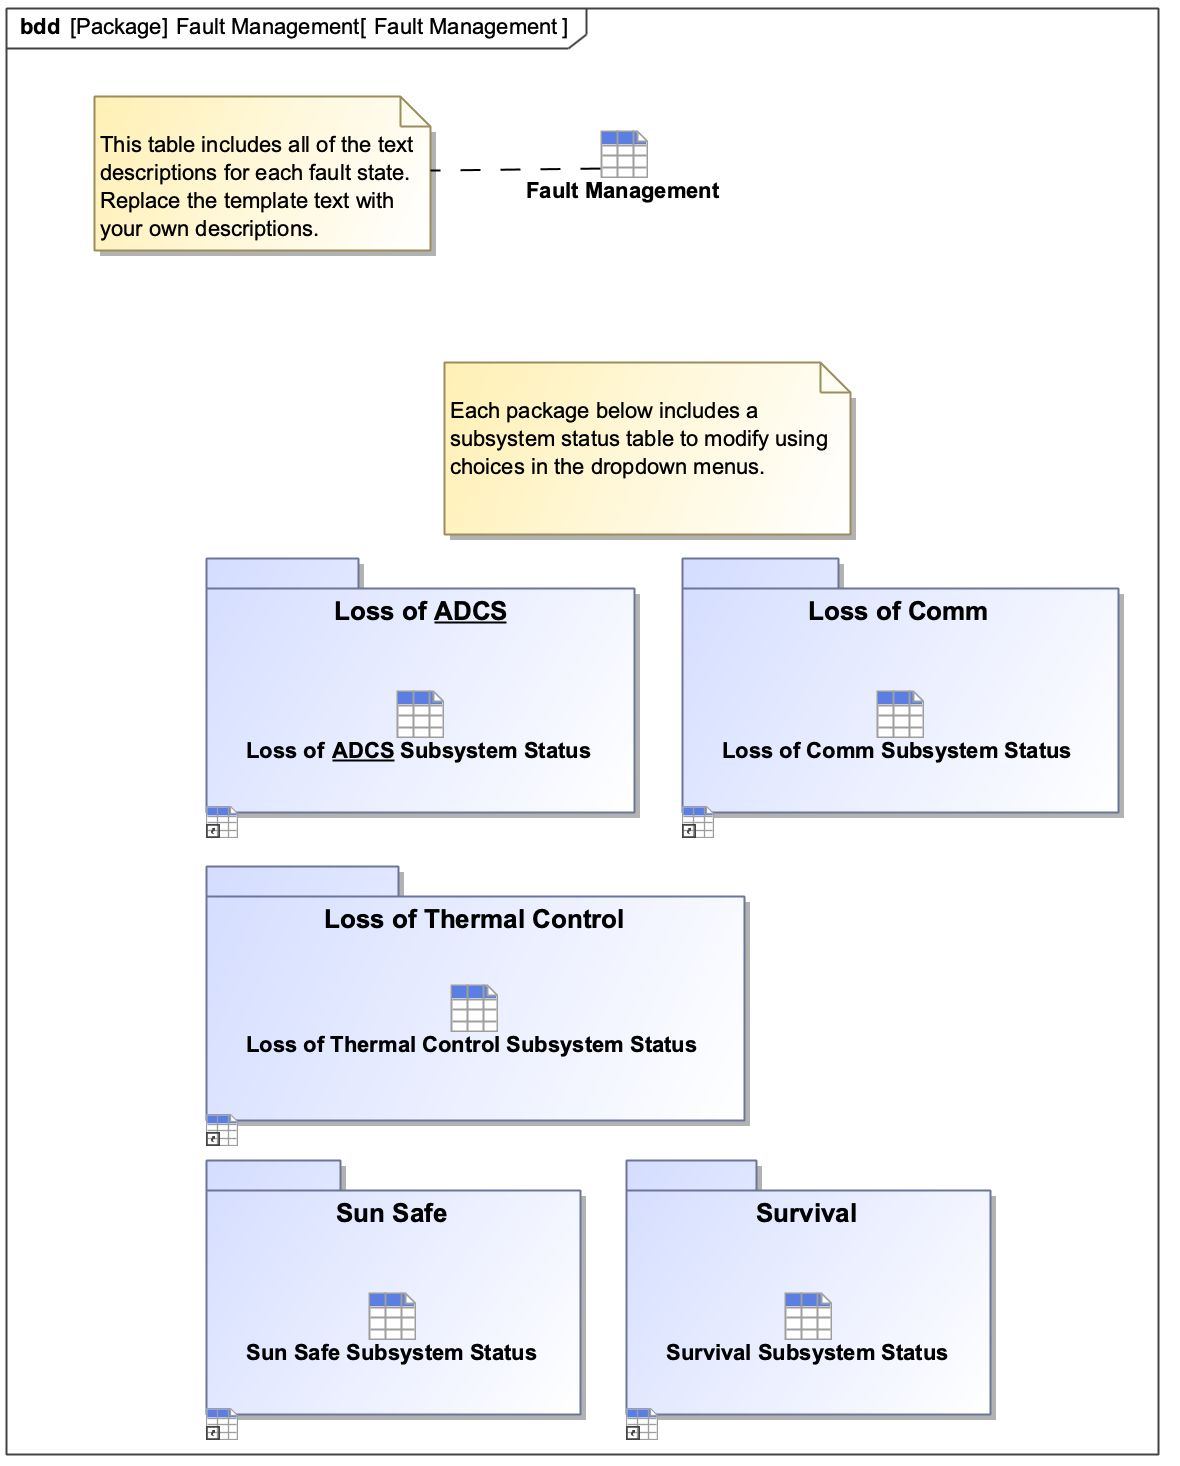 bdd [Package] Fault Management[ Fault Management ]
This table includes all of the text
descriptions for each fault state.
Replace the template text with
your own descriptions.
Fault Management
Each package below includes a
subsystem status table to modify using
choices in the dropdown menus.
Loss of ADCS
Loss of ADCS Subsystem Status
Loss of Comm
Loss of Comm Subsystem Status
Loss of Thermal Control
Loss of Thermal Control Subsystem Status
Sun Safe
Sun Safe Subsystem Status
Survival
Survival Subsystem Status